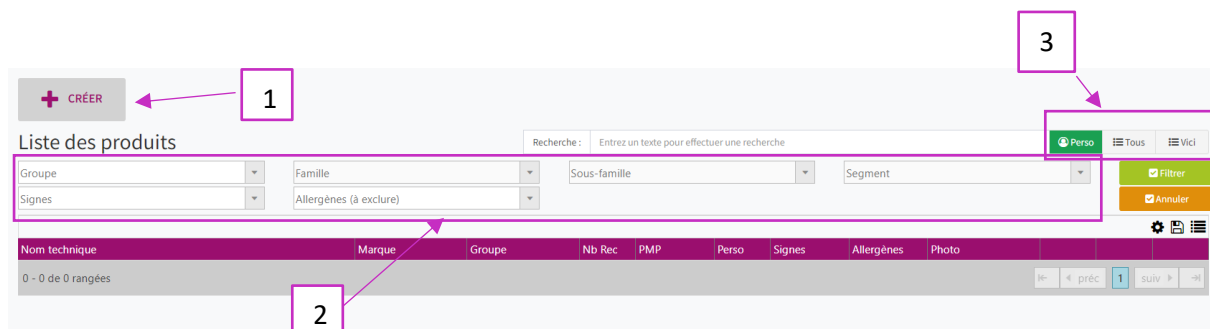 3
CRÉER
1
Liste des produits
Recherche : Entrez un texte pour effectuer une recherche
Perso Tous Vici
Groupe Famille Sous-famille Segment Filtrer
Signes Allergènes (à exclure) Annuler
Nom technique Marque Groupe Nb Rec PMP Perso Signes Allergènes Photo
0 - 0 de 0 rangées préc 1 suiv
2